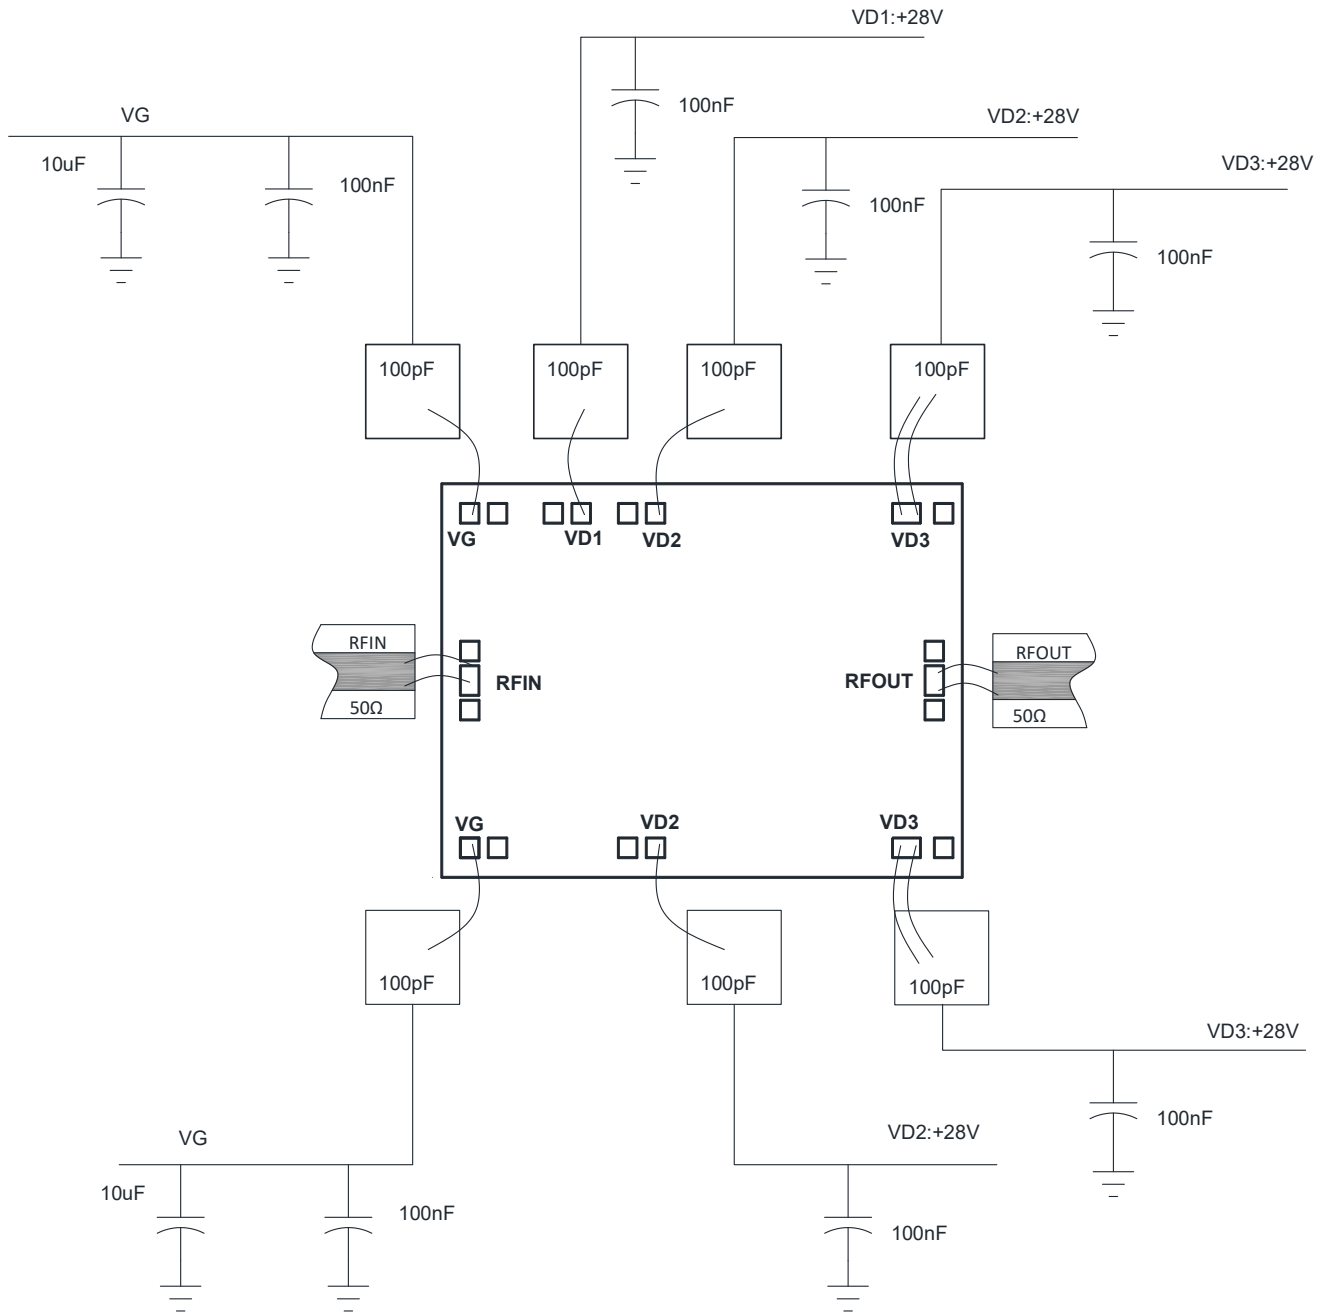 VD1:+28V
100nF
VG
VD2:+28V
10uF
100nF
VD3:+28V
100nF
100nF
100pF
100pF
100pF
100pF
VG
VD1
VD2
VD3
RFIN
50Ω
RFIN
RFOUT
RFOUT
50Ω
VG
VD2
VD3
100pF
100pF
100pF
VD3:+28V
100nF
VG
VD2:+28V
10uF
100nF
100nF